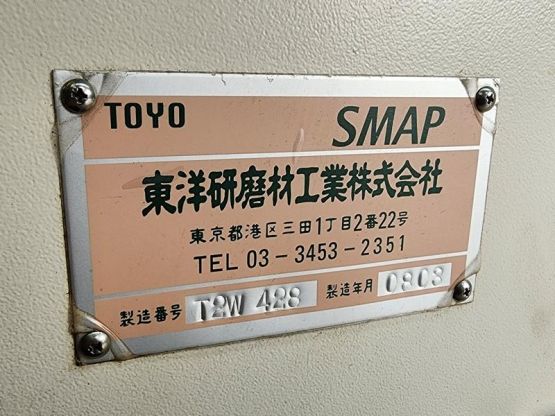 TOYO SMAP
東洋研磨材工業株式会社
東京都港区三田1丁目2番22号
TEL 03-3453-2351
製造番号 T2W 428 製造年月 0803